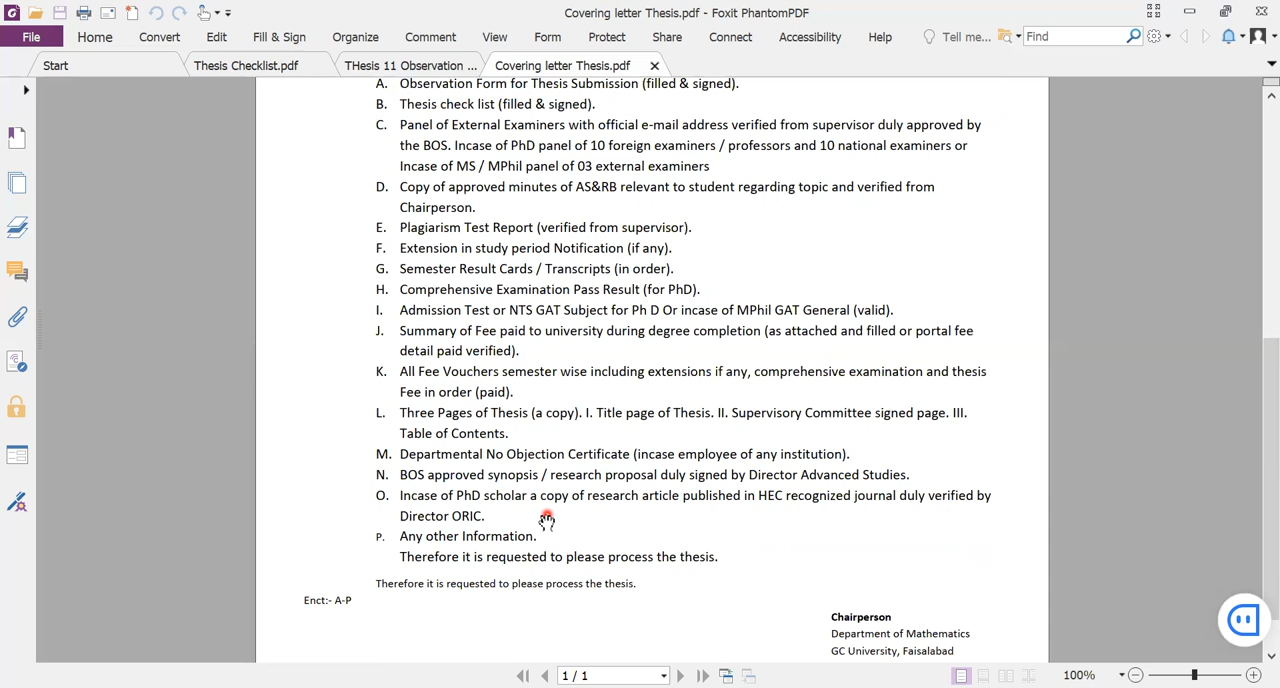 Covering letter Thesis.pdf - Foxit PhantomPDF
File Home Convert Edit Fill & Sign Organize Comment View Form Protect Share Connect Accessibility Help Tell me... Find
Start Thesis Checklist.pdf THesis 11 Observation ... Covering letter Thesis.pdf
A. Observation Form for Thesis Submission (filled & signed).
B. Thesis check list (filled & signed).
C. Panel of External Examiners with official e-mail address verified from supervisor duly approved by
the BOS. Incase of PhD panel of 10 foreign examiners / professors and 10 national examiners or
Incase of MS / MPhil panel of 03 external examiners
D. Copy of approved minutes of AS&RB relevant to student regarding topic and verified from
Chairperson.
E. Plagiarism Test Report (verified from supervisor).
F. Extension in study period Notification (if any).
G. Semester Result Cards / Transcripts (in order).
H. Comprehensive Examination Pass Result (for PhD).
I. Admission Test or NTS GAT Subject for Ph D Or incase of MPhil GAT General (valid).
J. Summary of Fee paid to university during degree completion (as attached and filled or portal fee
detail paid verified).
K. All Fee Vouchers semester wise including extensions if any, comprehensive examination and thesis
Fee in order (paid).
L. Three Pages of Thesis (a copy). I. Title page of Thesis. II. Supervisory Committee signed page. III.
Table of Contents.
M. Departmental No Objection Certificate (incase employee of any institution).
N. BOS approved synopsis / research proposal duly signed by Director Advanced Studies.
O. Incase of PhD scholar a copy of research article published in HEC recognized journal duly verified by
Director ORIC.
P. Any other Information.
Therefore it is requested to please process the thesis.
Therefore it is requested to please process the thesis.
Enct:- A-P
Chairperson
Department of Mathematics
GC University, Faisalabad
1 / 1 100%